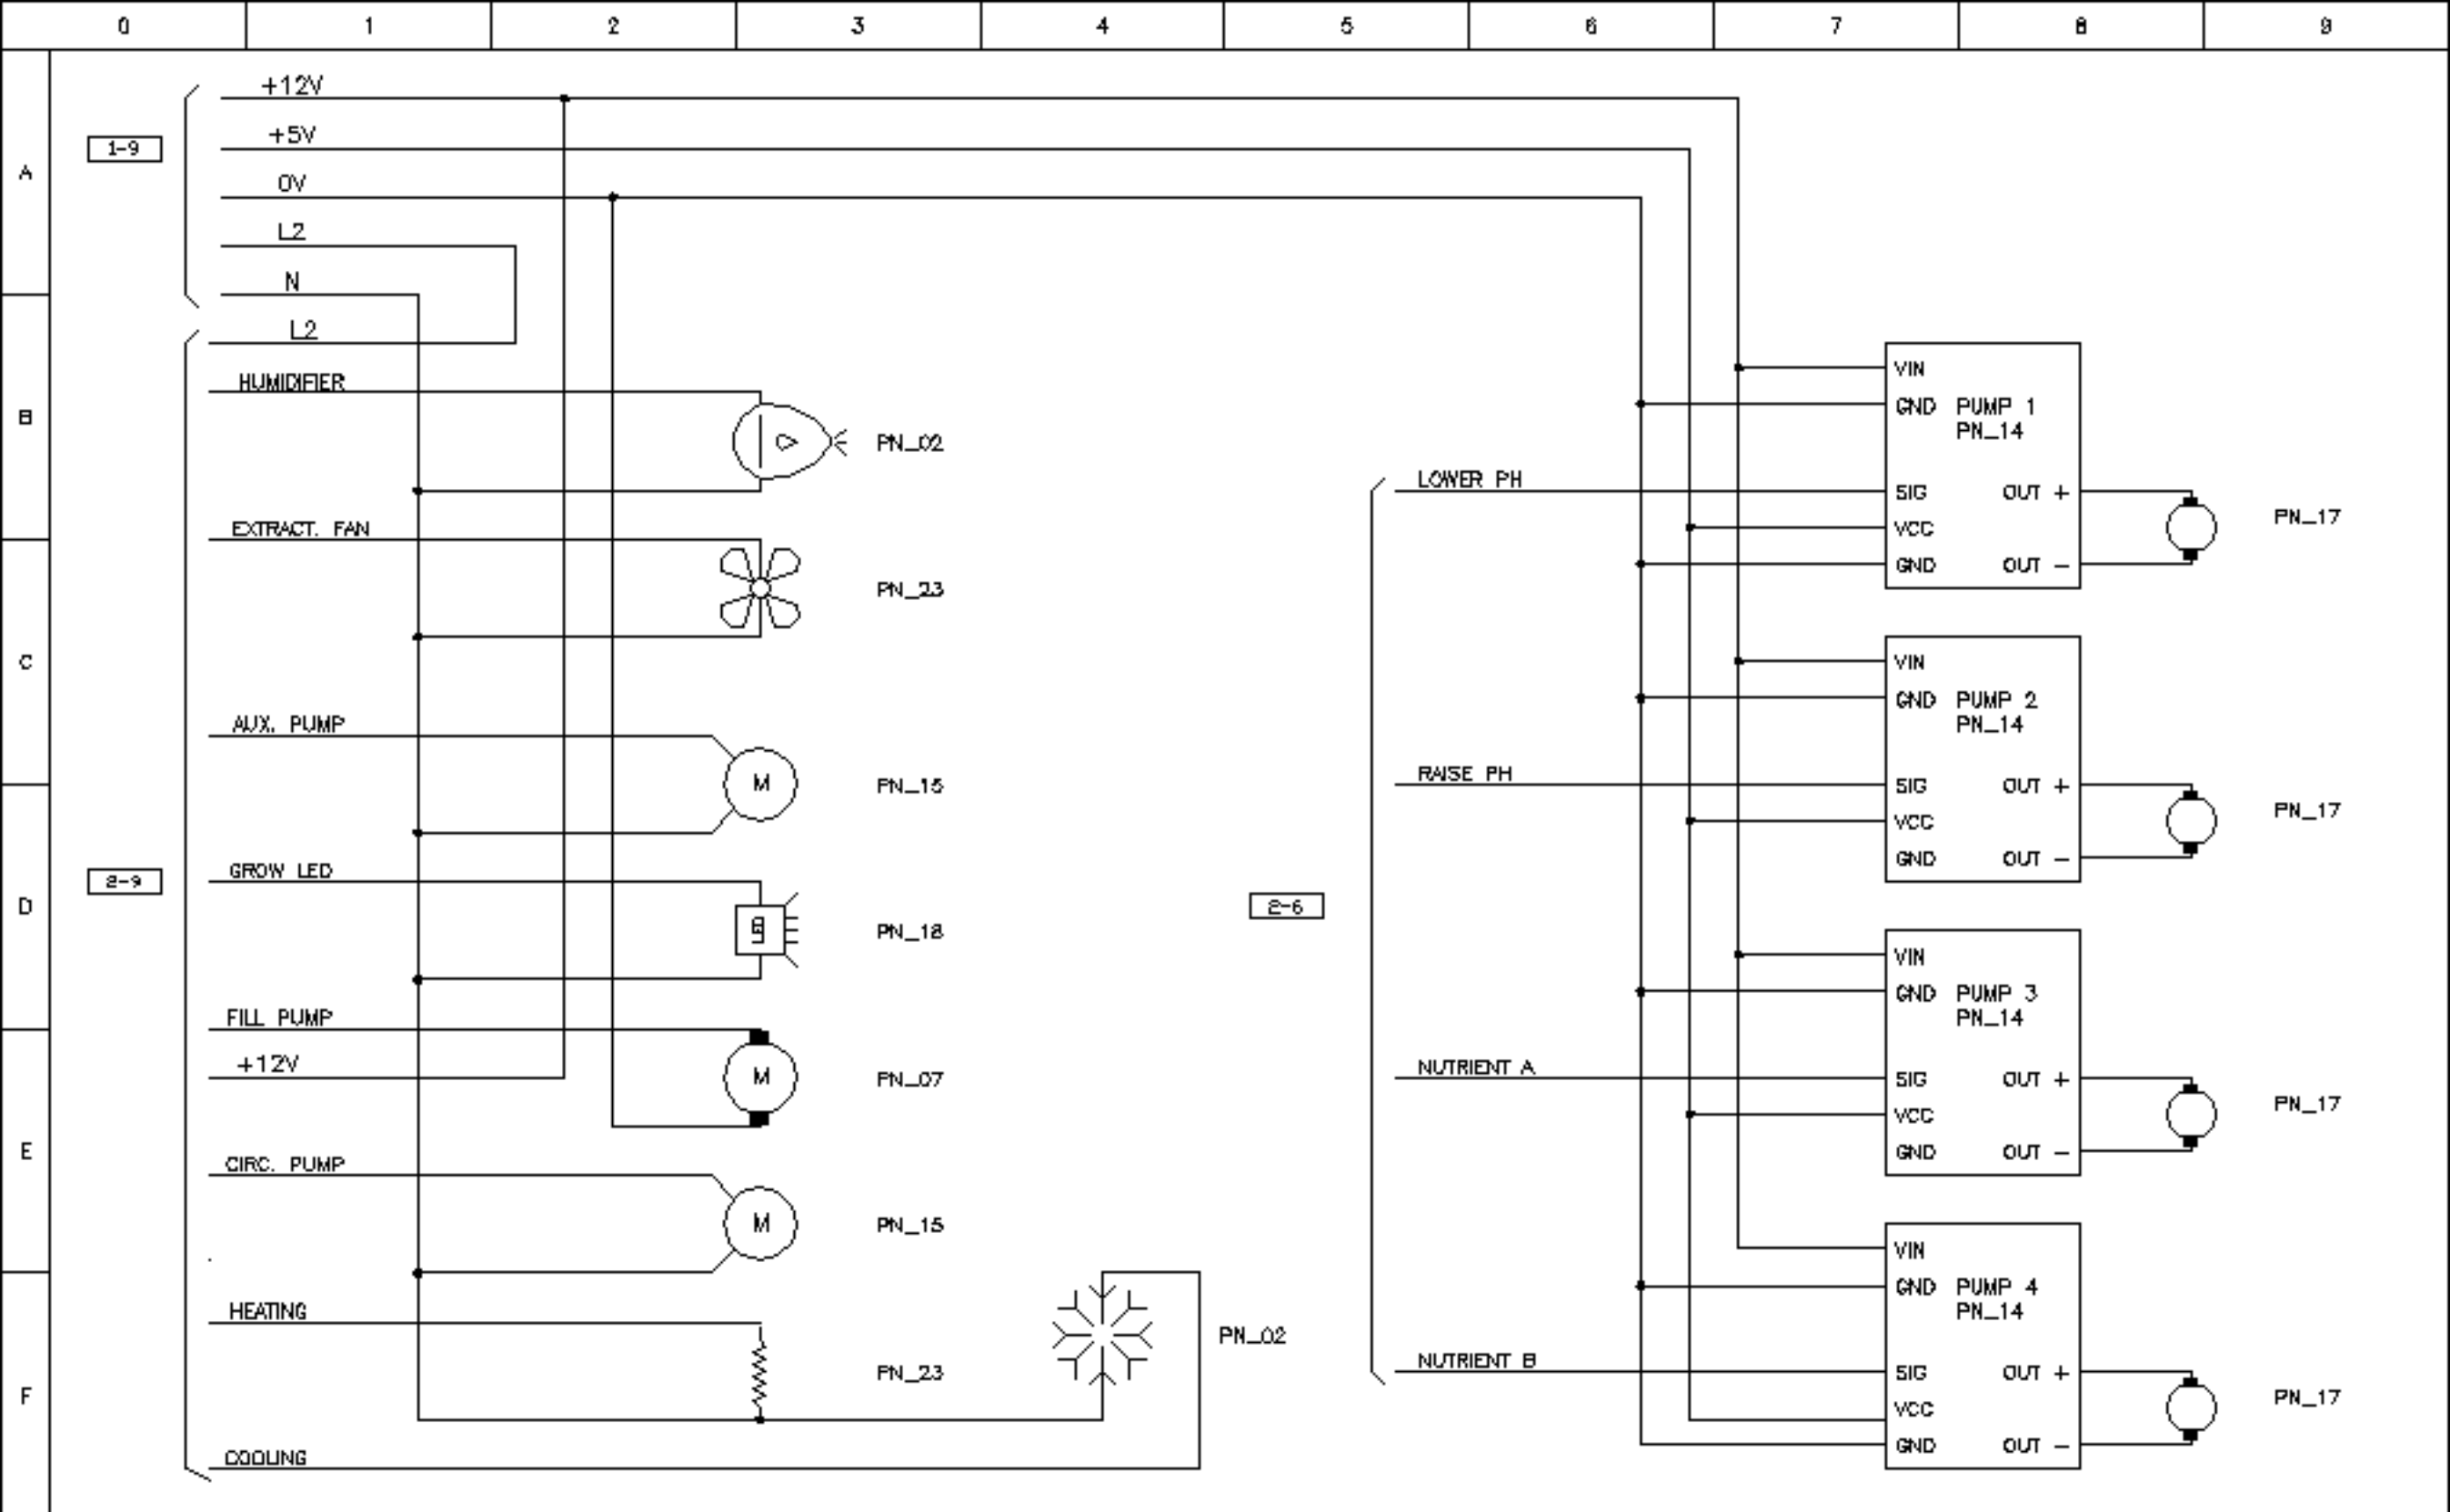 0 1 2 3 4 5 6 7 8 9
A
B
C
D
E
F
1-9
+12V
+5V
0V
L2
N
2-9
L2
HUMIDIFIER
PN_02
EXTRACT. FAN
PN_23
AUX. PUMP
M
PN_15
GROW LED
PN_18
FILL PUMP
+12V
M
PN_07
CIRC. PUMP
M
PN_15
HEATING
PN_23
PN_02
COOLING
2-6
LOWER PH
RAISE PH
NUTRIENT A
NUTRIENT B
VIN
GND PUMP 1
PN_14
SIG OUT +
VCC
GND OUT -
PN_17
VIN
GND PUMP 2
PN_14
SIG OUT +
VCC
GND OUT -
PN_17
VIN
GND PUMP 3
PN_14
SIG OUT +
VCC
GND OUT -
PN_17
VIN
GND PUMP 4
PN_14
SIG OUT +
VCC
GND OUT -
PN_17